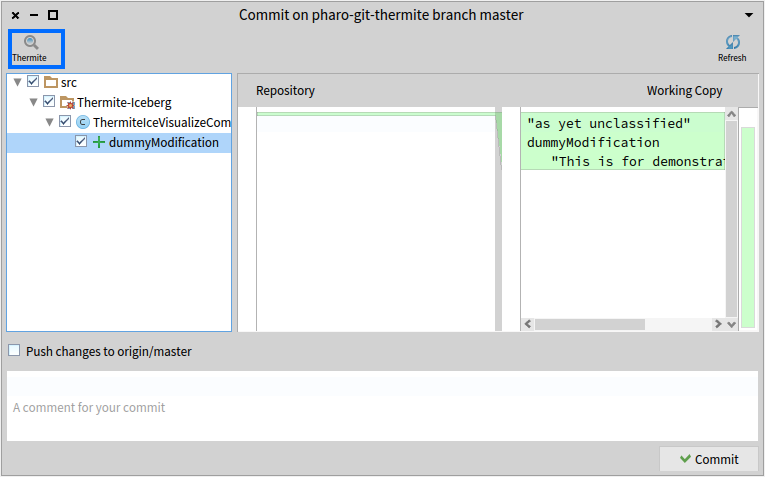 Commit on pharo-git-thermite branch master
Thermite
Refresh
src
Thermite-Iceberg
ThermiteIceVisualizeCom
dummyModification
Repository
Working Copy
"as yet unclassified"
dummyModification
"This is for demonstrat
Push changes to origin/master
A comment for your commit
Commit